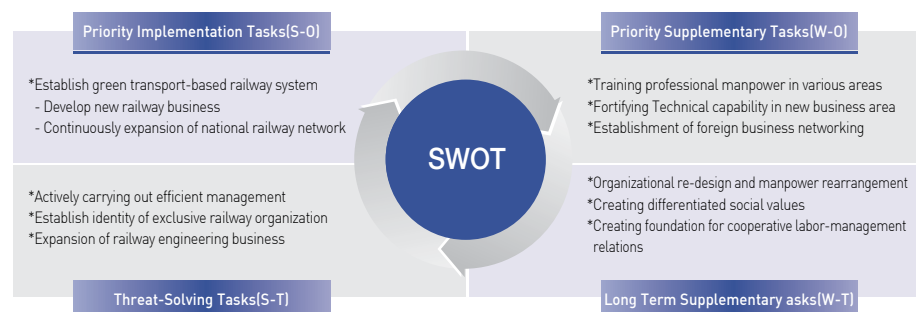 Priority Implementation Tasks(S-O)
*Establish green transport-based railway system
- Develop new railway business
- Continuously expansion of national railway network
Priority Supplementary Tasks(W-O)
*Training professional manpower in various areas
*Fortifying Technical capability in new business area
*Establishment of foreign business networking
SWOT
*Actively carrying out efficient management
*Establish identity of exclusive railway organization
*Expansion of railway engineering business
Threat-Solving Tasks(S-T)
*Organizational re-design and manpower rearrangement
*Creating differentiated social values
*Creating foundation for cooperative labor-management
relations
Long Term Supplementary asks(W-T)